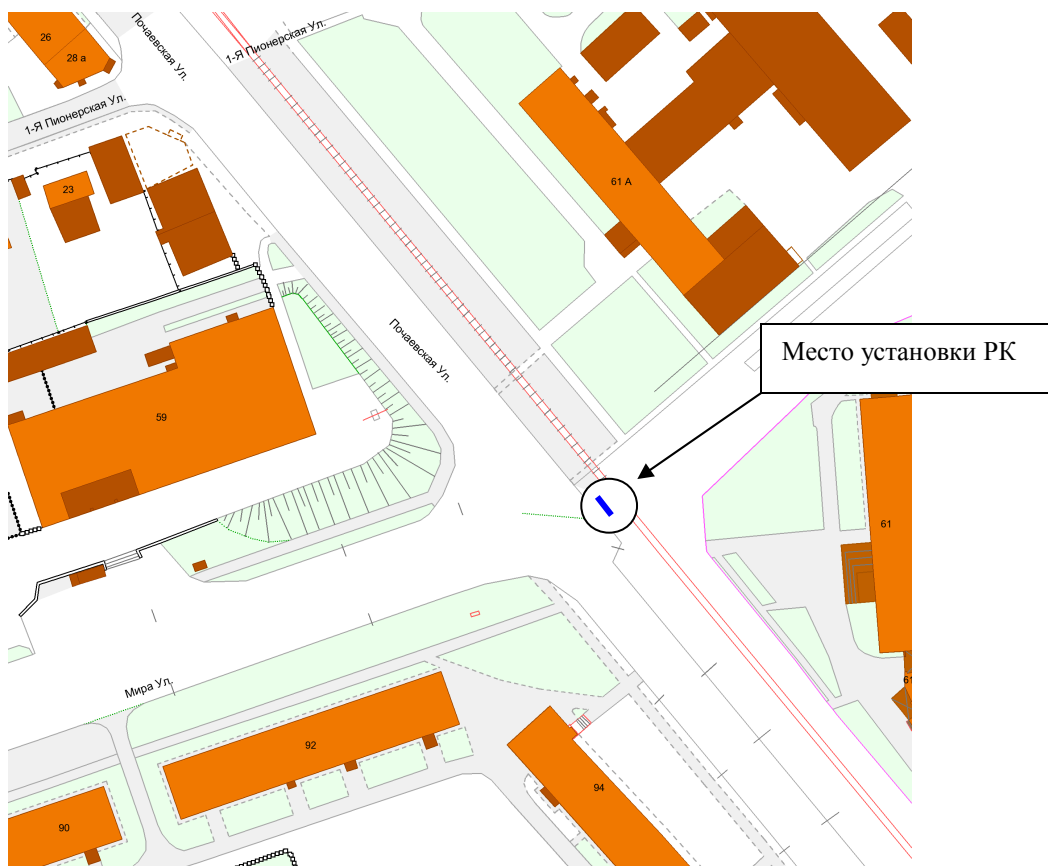 26
28 а
Почаевская Ул.
1-Я Пионерская Ул.
1-Я Пионерская Ул.
23
61 А
Почаевская Ул.
Место установки РК
59
61
Мира Ул.
61
92
94
90